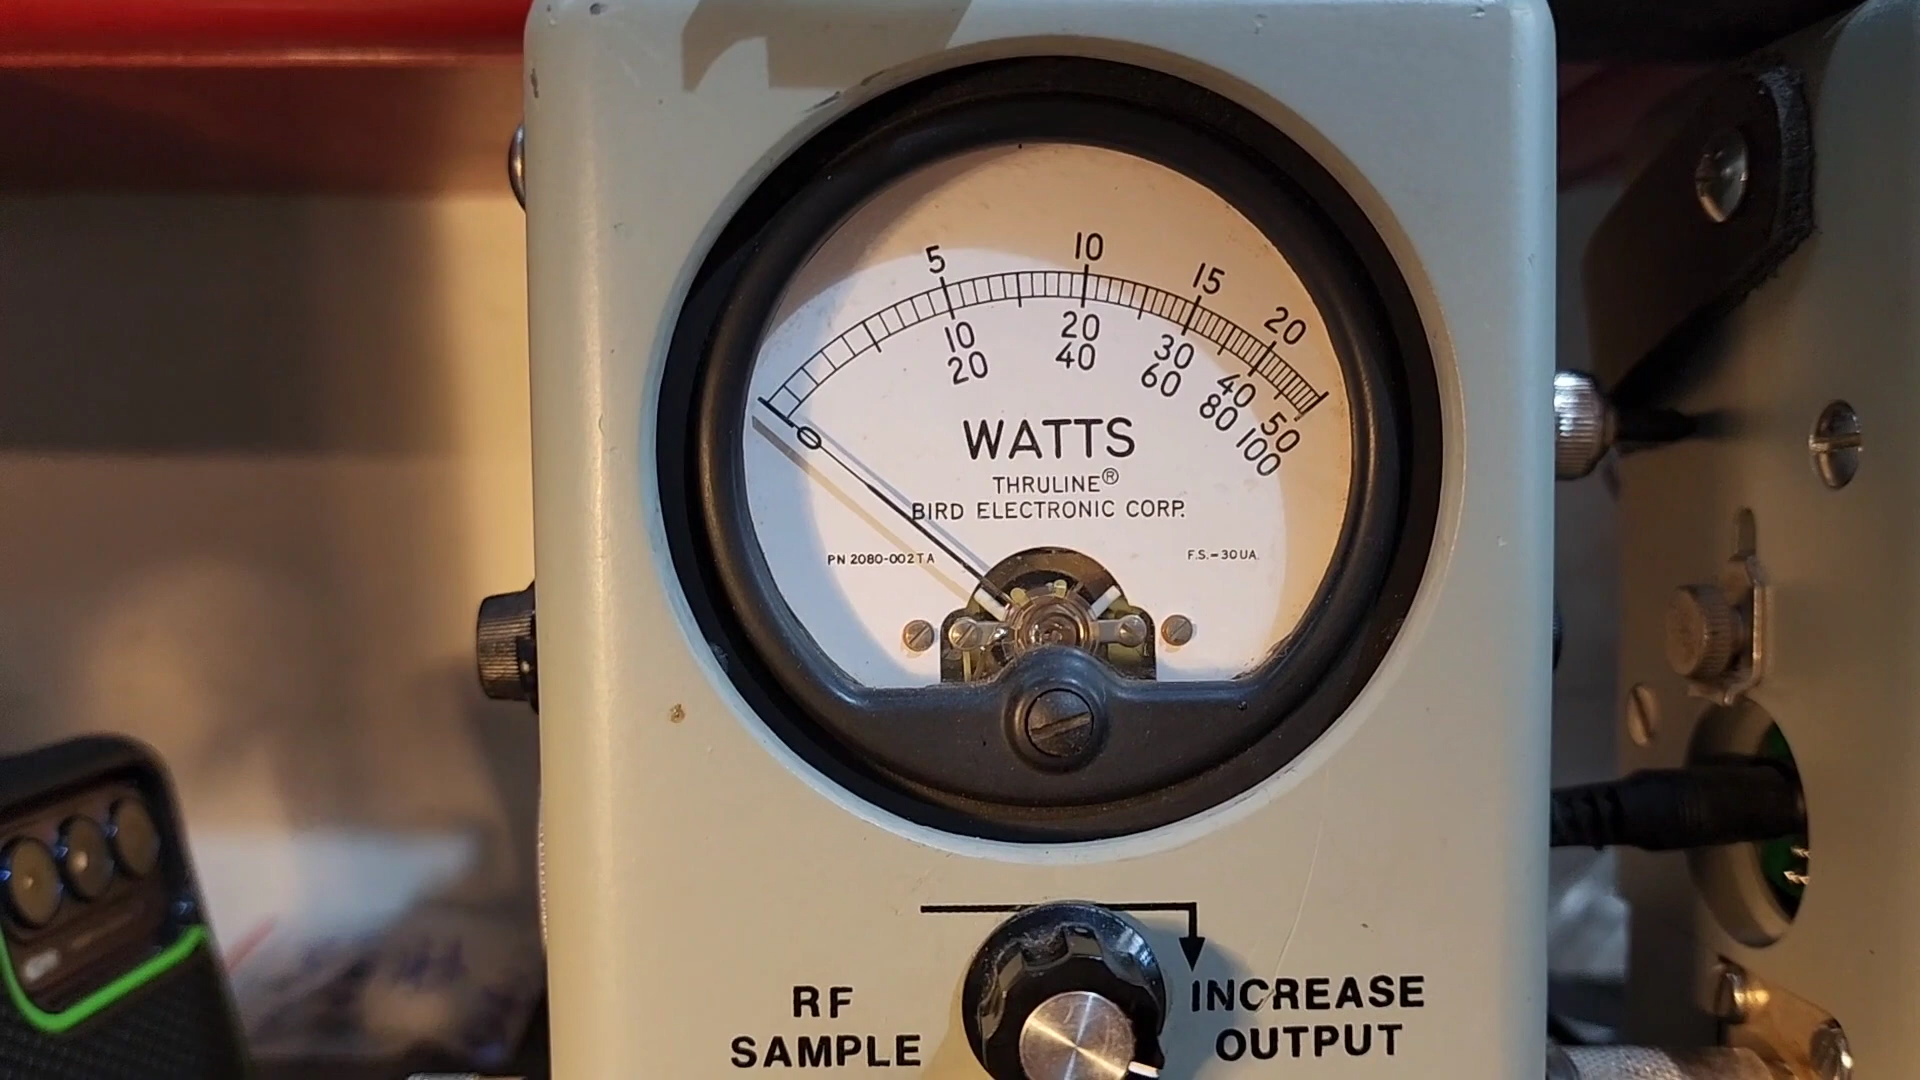 5 10 15 20
10 20 30 40 50
20 40 60 80 100
0
WATTS
THRULINE®
BIRD ELECTRONIC CORP.
PN 2080-002TA
F.S.-30UA
RF
SAMPLE
INCREASE
OUTPUT